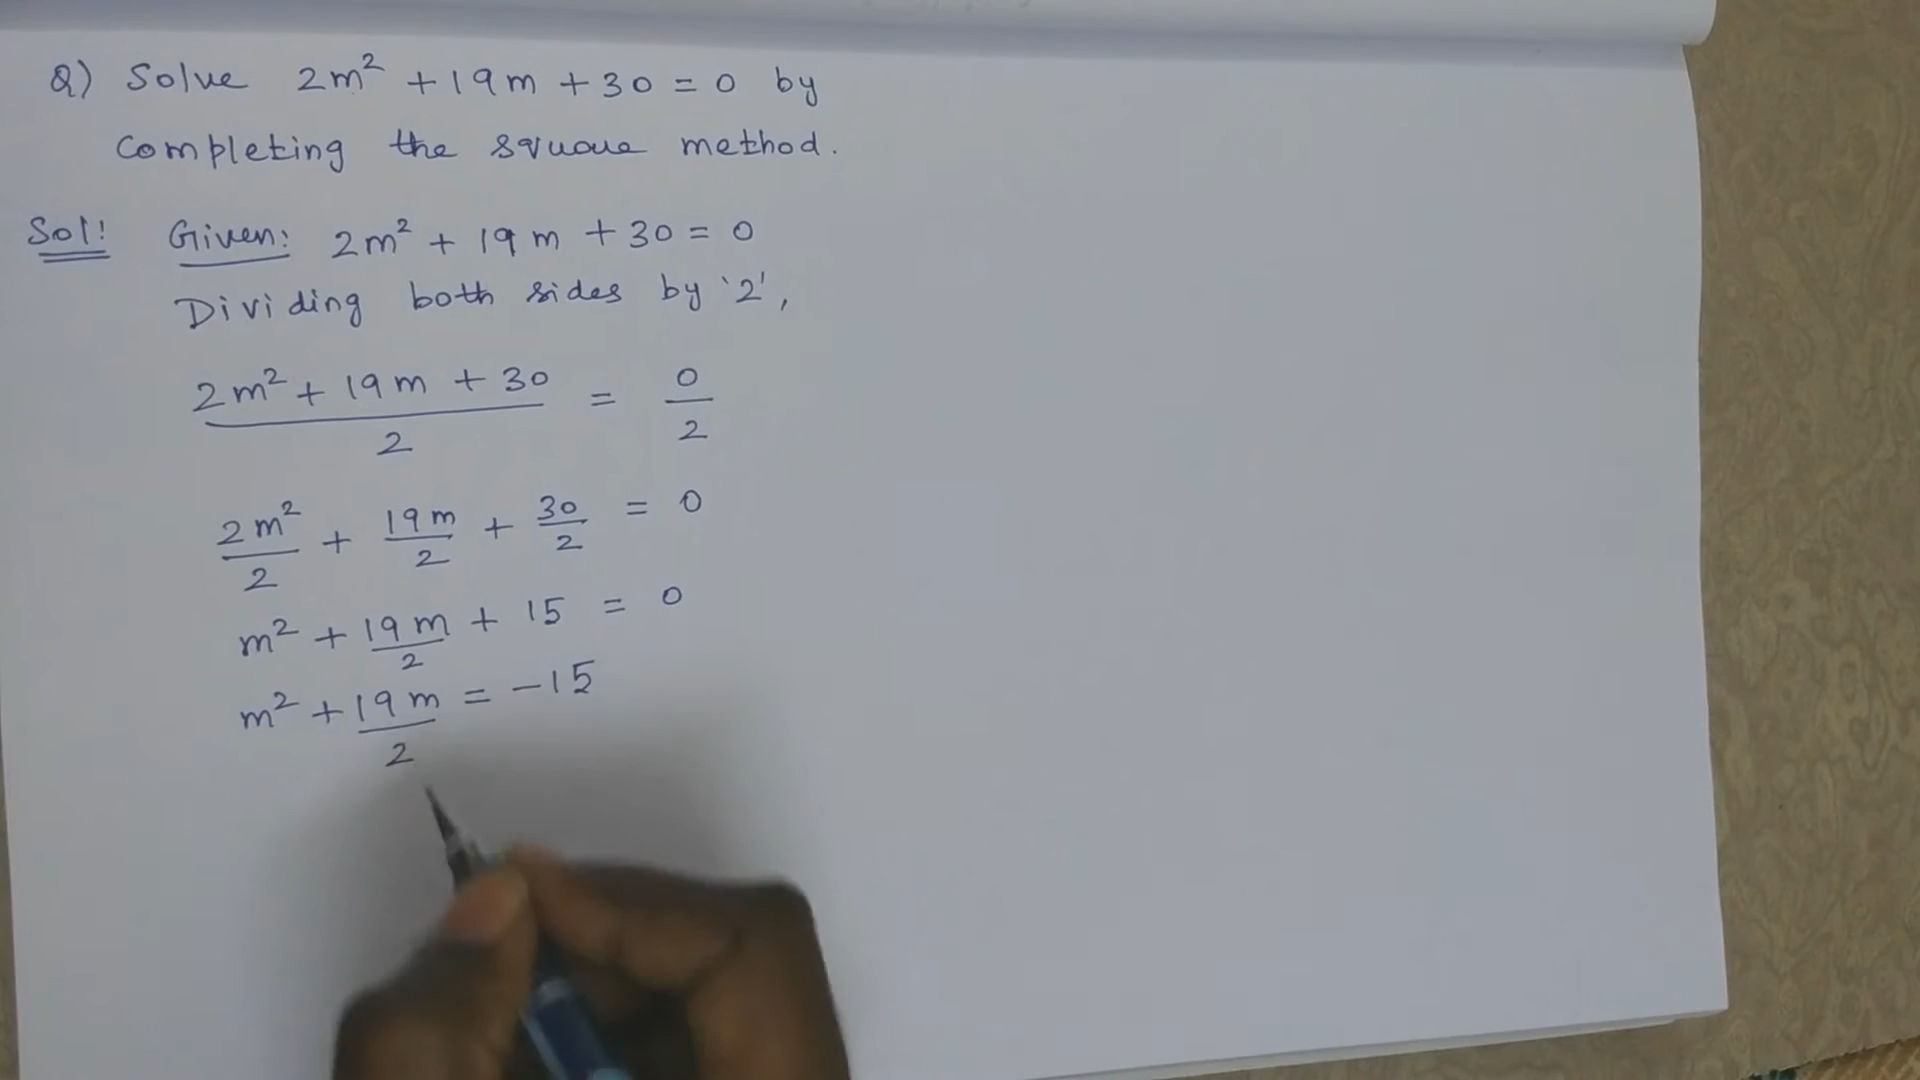 Q) Solve 2m² + 19m + 30 = 0 by
Completing the square method.
Sol: Given: 2m² + 19m + 30 = 0
Dividing both sides by '2',
(2m² + 19m + 30)/2 = 0/2
2m²/2 + 19m/2 + 30/2 = 0
m² + 19m/2 + 15 = 0
m² + 19m/2 = -15